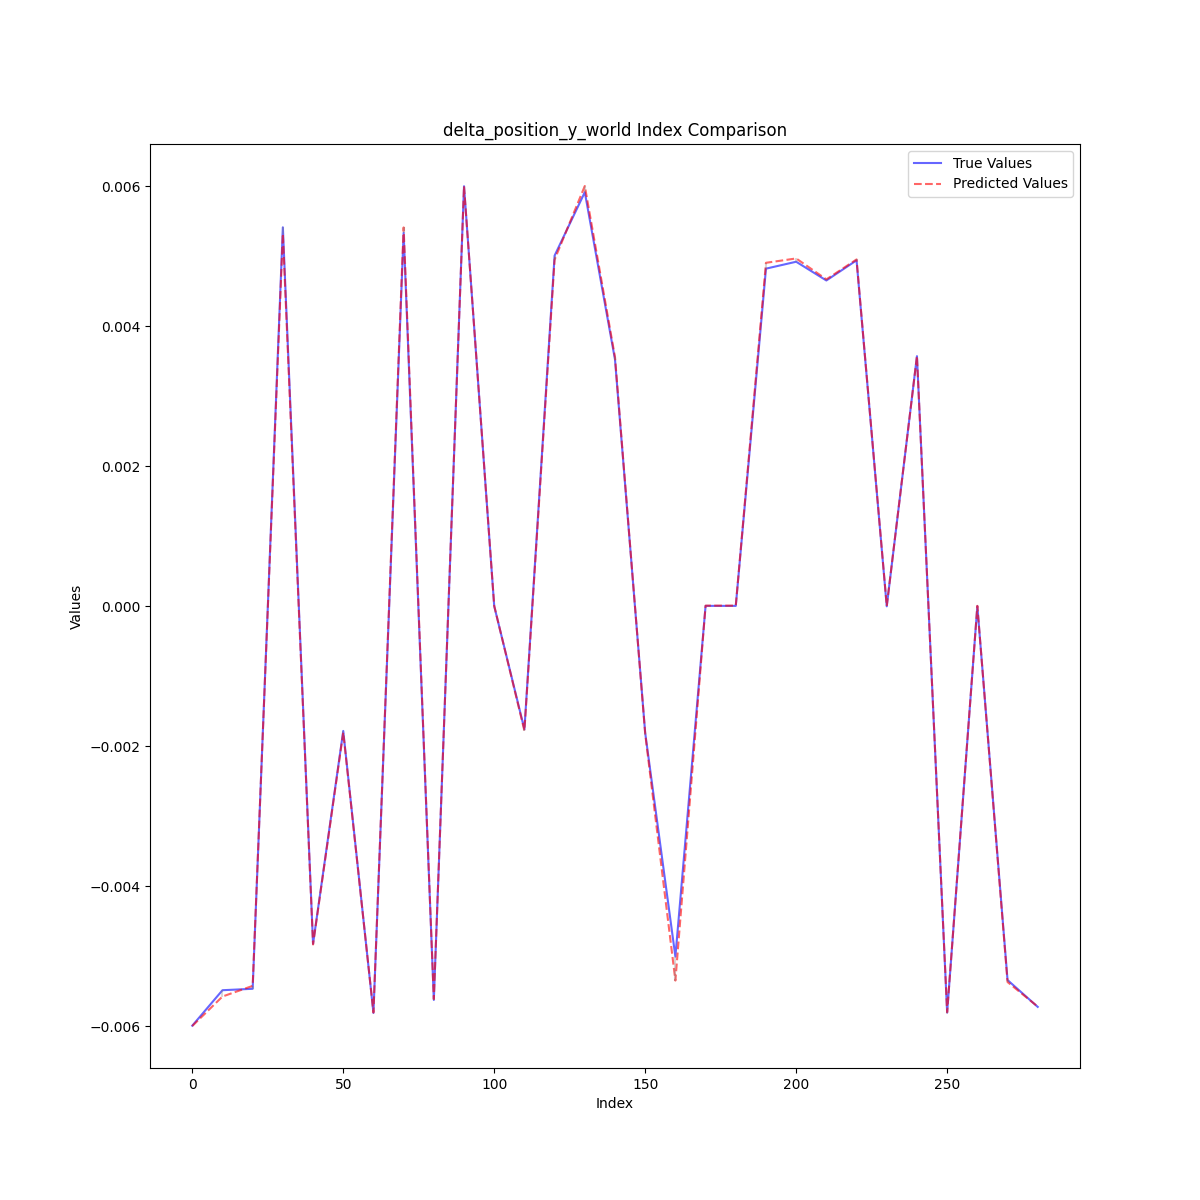 delta_position_y_world Index Comparison
True Values
Predicted Values
0.006
0.004
0.002
0.000
−0.002
−0.004
−0.006
Values
0
50
100
150
200
250
Index